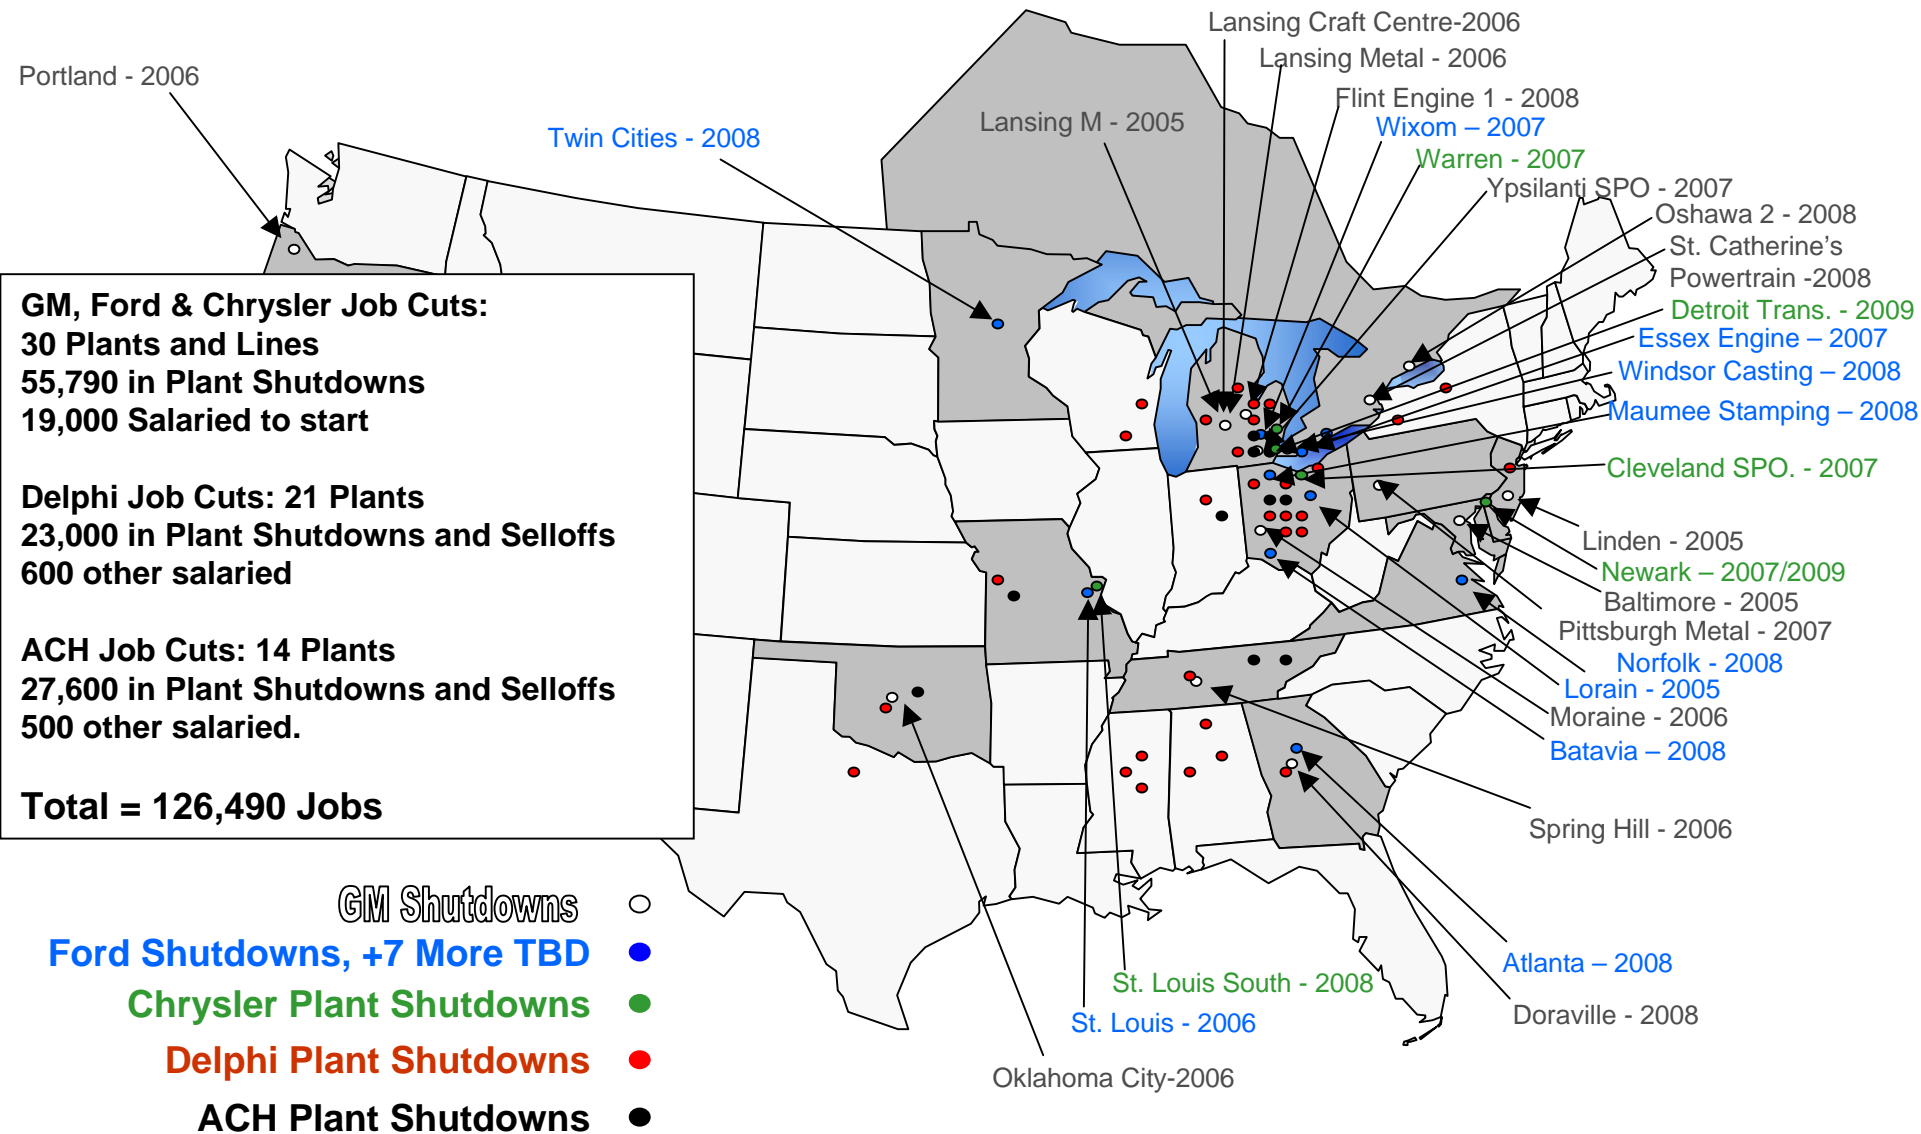 Lansing Craft Centre-2006
Lansing Metal - 2006
Portland - 2006
Flint Engine 1 - 2008
Lansing M - 2005
Wixom – 2007
Twin Cities - 2008
Warren - 2007
Ypsilanti SPO - 2007
Oshawa 2 - 2008
St. Catherine’s
Powertrain -2008
Detroit Trans. - 2009
Essex Engine – 2007
Windsor Casting – 2008
Maumee Stamping – 2008
Cleveland SPO. - 2007
GM, Ford & Chrysler Job Cuts:
30 Plants and Lines
55,790 in Plant Shutdowns
19,000 Salaried to start
Delphi Job Cuts: 21 Plants
23,000 in Plant Shutdowns and Selloffs
600 other salaried
ACH Job Cuts: 14 Plants
27,600 in Plant Shutdowns and Selloffs
500 other salaried.
Total = 126,490 Jobs
Linden - 2005
Newark – 2007/2009
Baltimore - 2005
Pittsburgh Metal - 2007
Norfolk - 2008
Lorain - 2005
Moraine - 2006
Batavia – 2008
Spring Hill - 2006
Atlanta – 2008
Doraville - 2008
St. Louis South - 2008
St. Louis - 2006
Oklahoma City-2006
GM Shutdowns
Ford Shutdowns, +7 More TBD
Chrysler Plant Shutdowns
Delphi Plant Shutdowns
ACH Plant Shutdowns